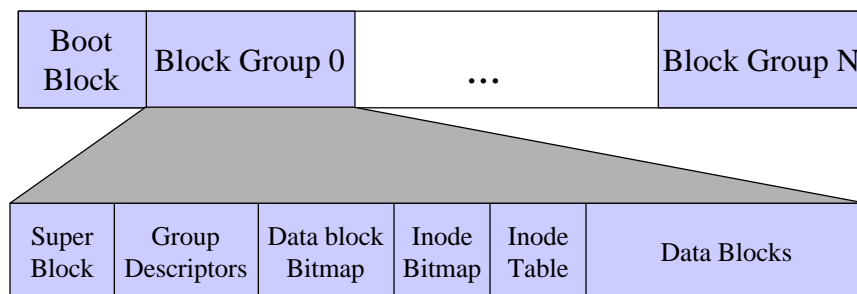 Boot
Block
Block Group 0
...
Block Group N
Super
Block
Group
Descriptors
Data block
Bitmap
Inode
Bitmap
Inode
Table
Data Blocks